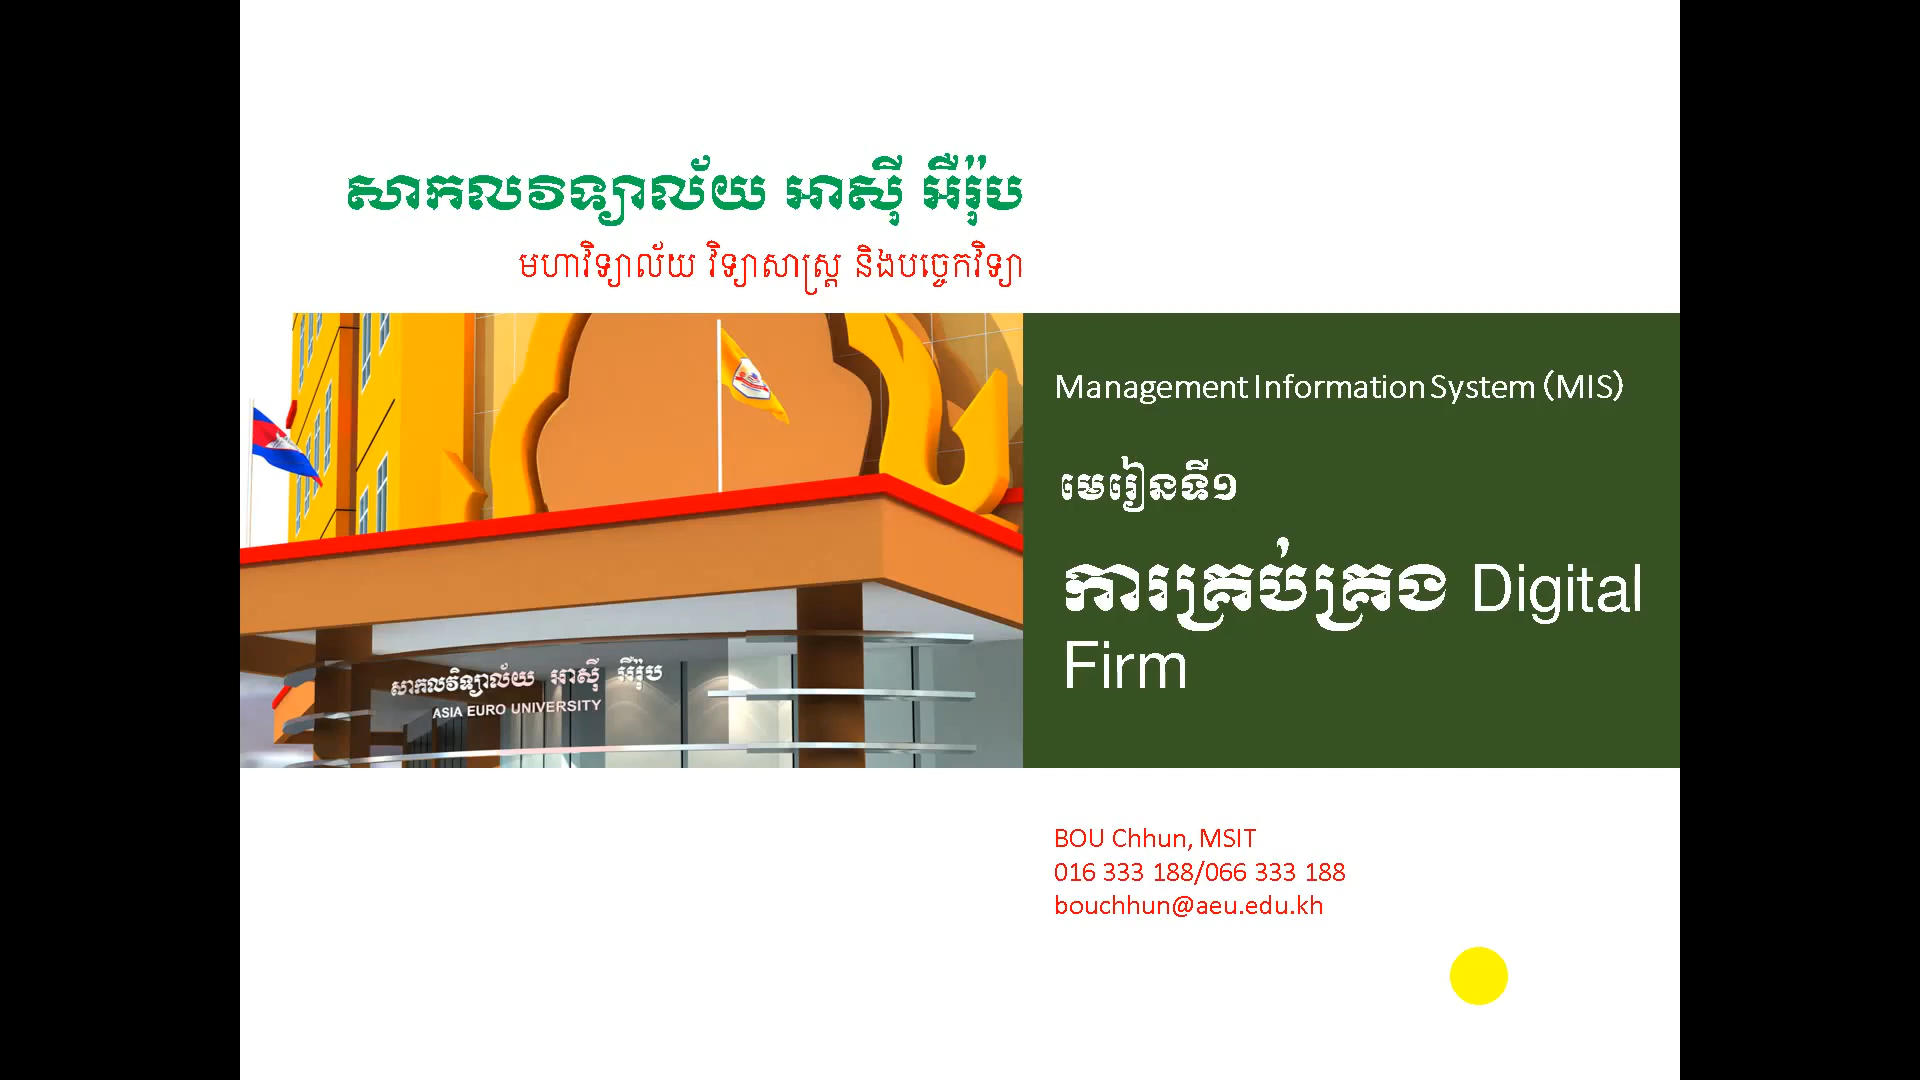 សាកលវិទ្យាល័យ អាស៊ី អឺរ៉ុប
មហាវិទ្យាល័យ វិទ្យាសាស្ត្រ និងបច្ចេកវិទ្យា
Management Information System (MIS)
មេរៀនទី១
ការគ្រប់គ្រង Digital
Firm
សាកលវិទ្យាល័យ អាស៊ី អឺរ៉ុប
ASIA EURO UNIVERSITY
BOU Chhun, MSIT
016 333 188/066 333 188
bouchhun@aeu.edu.kh